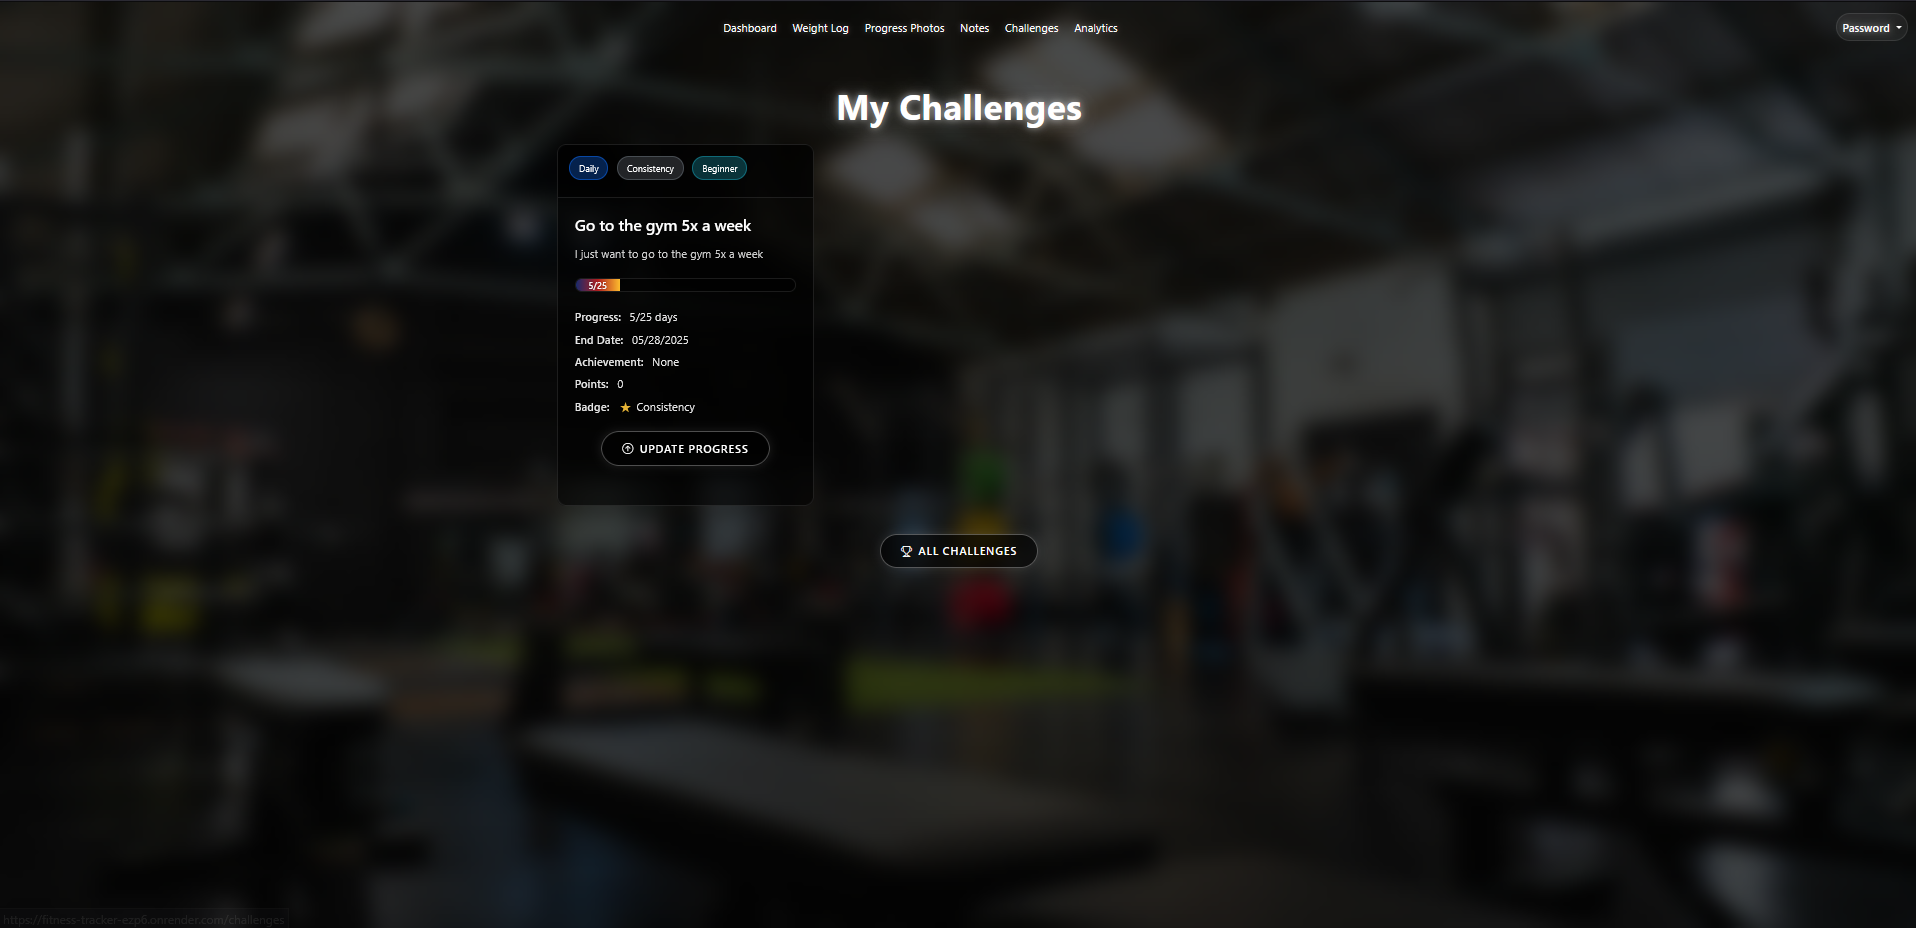 Dashboard Weight Log Progress Photos Notes Challenges Analytics
Password
My Challenges
Daily Consistency Beginner
Go to the gym 5x a week
I just want to go to the gym 5x a week
5/25
Progress: 5/25 days
End Date: 05/28/2025
Achievement: None
Points: 0
Badge: ★ Consistency
UPDATE PROGRESS
ALL CHALLENGES
https://fitness-tracker-ezp6.onrender.com/challenges